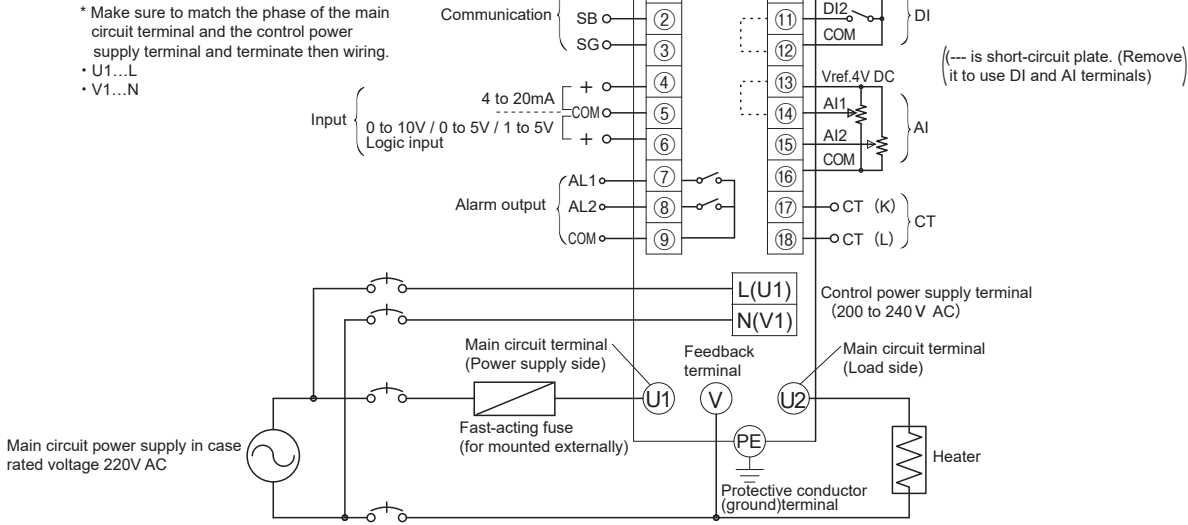 * Make sure to match the phase of the main
circuit terminal and the control power
supply terminal and terminate then wiring.
・U1…L
・V1…N
Communication
SB
SG
②
③
⑪
⑫
DI2
COM
DI
(--- is short-circuit plate. (Remove
it to use DI and AI terminals)
Input
4 to 20mA
0 to 10V / 0 to 5V / 1 to 5V
Logic input
+
COM
+
④
⑤
⑥
⑬
⑭
⑮
⑯
Vref.4V DC
AI1
AI2
COM
AI
Alarm output
AL1
AL2
COM
⑦
⑧
⑨
⑰
⑱
CT (K)
CT (L)
CT
L(U1)
N(V1)
Control power supply terminal
(200 to 240 V AC)
Main circuit terminal
(Power supply side)
Feedback
terminal
Main circuit terminal
(Load side)
U1
V
U2
Fast-acting fuse
(for mounted externally)
PE
Main circuit power supply in case
rated voltage 220V AC
Heater
Protective conductor
(ground)terminal